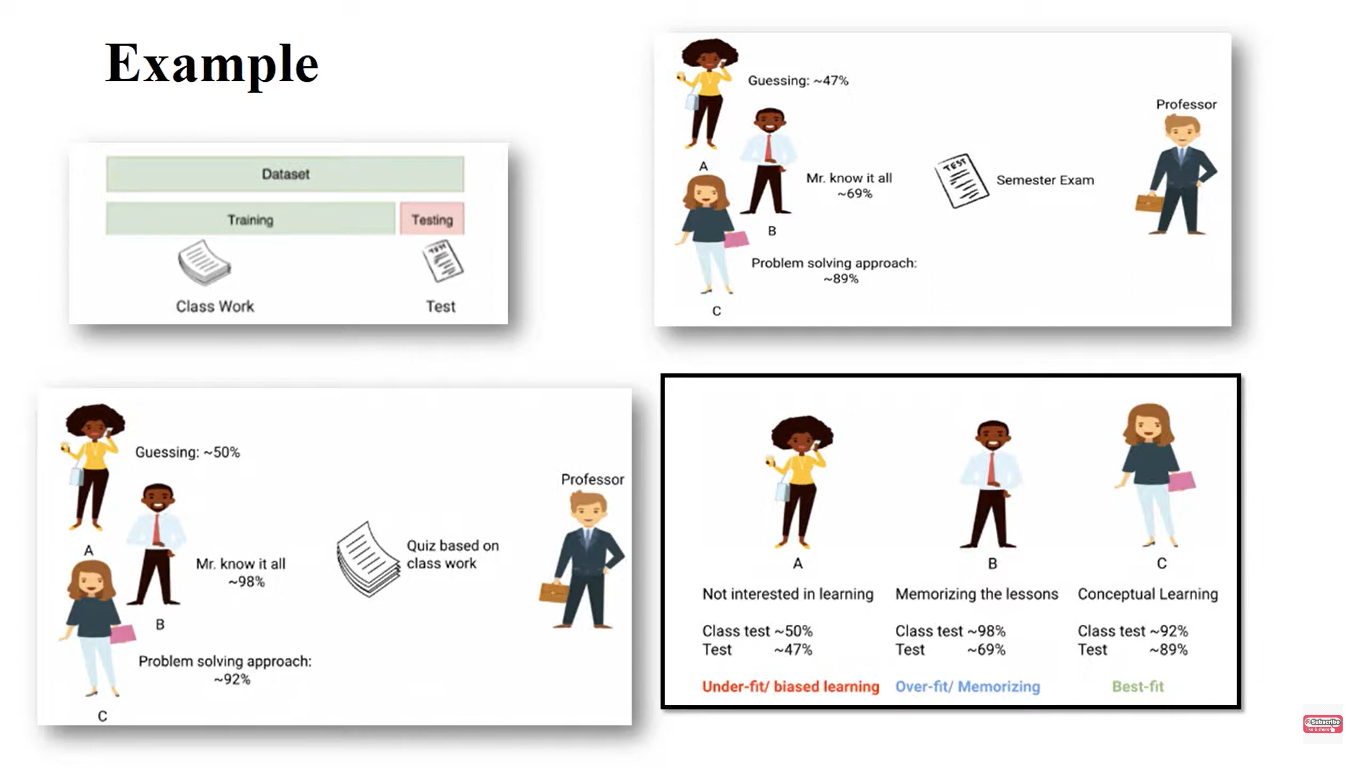 Example
Dataset
Training Testing
TEST
Class Work Test
Guessing: ~47%
Professor
A
Mr. know it all
~69%
TEST
Semester Exam
B
Problem solving approach:
~89%
C
Guessing: ~50%
Professor
A
Mr. know it all
~98%
Quiz based on
class work
B
Problem solving approach:
~92%
C
A B C
Not interested in learning Memorizing the lessons Conceptual Learning
Class test ~50% Class test ~98% Class test ~92%
Test ~47% Test ~69% Test ~89%
Under-fit/ biased learning Over-fit/ Memorizing Best-fit
Subscribe